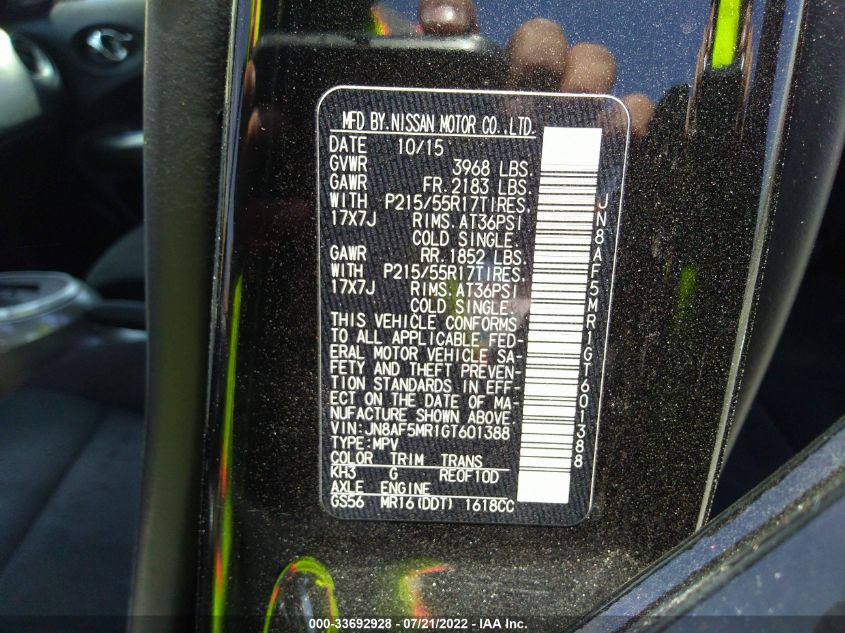 MFD BY NISSAN MOTOR CO., LTD.
DATE 10/15
GVWR 3968 LBS.
GAWR FR. 2183 LBS.
WITH P215/55R17TIRES.
17X7J RIMS. AT36PSI
COLD SINGLE.
GAWR RR. 1852 LBS.
WITH P215/55R17TIRES.
17X7J RIMS. AT36PSI
COLD SINGLE.
THIS VEHICLE CONFORMS
TO ALL APPLICABLE FED-
ERAL MOTOR VEHICLE SA-
FETY AND THEFT PREVEN-
TION STANDARDS IN EFF-
ECT ON THE DATE OF MA-
NUFACTURE SHOWN ABOVE
VIN:JN8AF5MR1GT601388
TYPE:MPV
COLOR TRIM TRANS
KH3 G REOFTOD
AXLE ENGINE
GS56 MR16(DDT) 1618CC
JN8AF5MR1GT601388
000-33692928 - 07/21/2022 - IAA Inc.